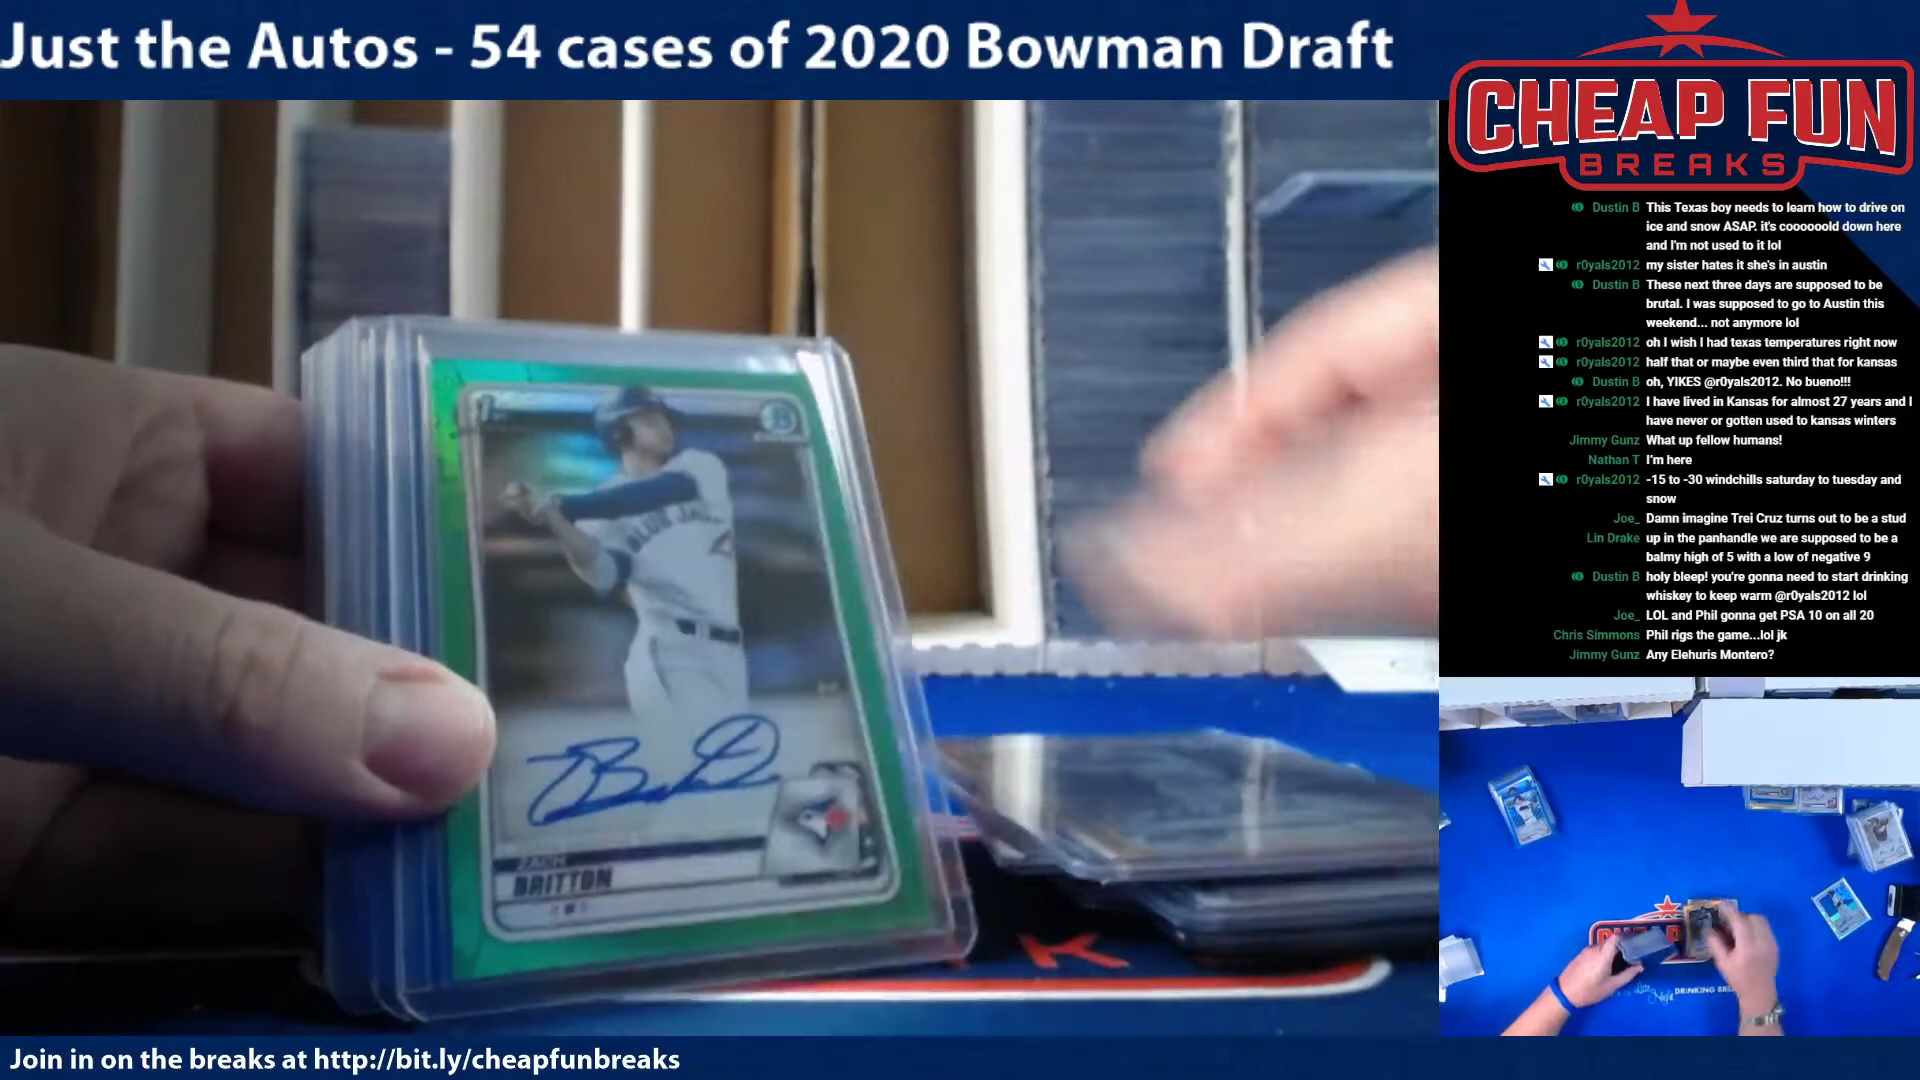 Just the Autos - 54 cases of 2020 Bowman Draft
CHEAP FUN
BREAKS
Dustin B This Texas boy needs to learn how to drive on
ice and snow ASAP. it's coooooold down here
and I'm not used to it lol
r0yals2012 my sister hates it she's in austin
Dustin B These next three days are supposed to be
brutal. I was supposed to go to Austin this
weekend... not anymore lol
r0yals2012 oh I wish I had texas temperatures right now
r0yals2012 half that or maybe even third that for kansas
Dustin B oh, YIKES @r0yals2012. No bueno!!!
r0yals2012 I have lived in Kansas for almost 27 years and I
have never or gotten used to kansas winters
Jimmy Gunz What up fellow humans!
Nathan T I'm here
r0yals2012 -15 to -30 windchills saturday to tuesday and
snow
Joe_ Damn imagine Trei Cruz turns out to be a stud
Lin Drake up in the panhandle we are supposed to be a
balmy high of 5 with a low of negative 9
Dustin B holy bleep! you're gonna need to start drinking
whiskey to keep warm @r0yals2012 lol
Joe_ LOL and Phil gonna get PSA 10 on all 20
Chris Simmons Phil rigs the game...lol jk
Jimmy Gunz Any Elehuris Montero?
1st
B
BLUE JA
ZACH
BRITTON
K
DRINKING
Join in on the breaks at http://bit.ly/cheapfunbreaks